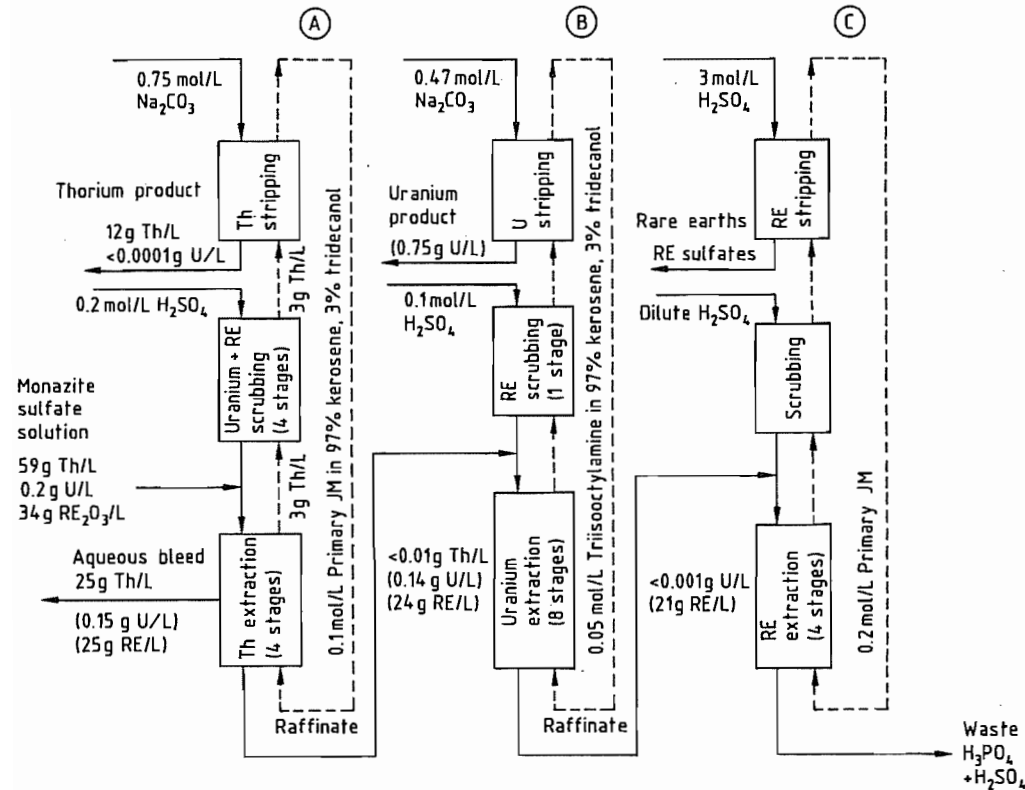 A
0.75 mol/L
Na₂CO₃
Th
stripping
Thorium product
12g Th/L
<0.0001g U/L
0.2 mol/L H₂SO₄
3g Th/L
Uranium + RE
scrubbing
(4 stages)
Monazite
sulfate
solution
59g Th/L
0.2g U/L
34g RE₂O₃/L
3g Th/L
Aqueous bleed
25g Th/L
(0.15 g U/L)
(25g RE/L)
Th extraction
(4 stages)
0.1mol/L Primary JM in 97% kerosene, 3% tridecanol
Raffinate
B
0.47 mol/L
Na₂CO₃
U
stripping
Uranium
product
(0.75g U/L)
0.1mol/L
H₂SO₄
RE
scrubbing
(1 stage)
<0.01g Th/L
(0.14g U/L)
(24g RE/L)
Uranium
extraction
(8 stages)
0.05 mol/L Triisooctylamine in 97% kerosene, 3% tridecanol
Raffinate
C
3 mol/L
H₂SO₄
RE
stripping
Rare earths
RE sulfates
Dilute H₂SO₄
Scrubbing
<0.001g U/L
(21g RE/L)
RE
extraction
(4 stages)
0.2 mol/L Primary JM
Waste
H₃PO₄
+H₂SO₄